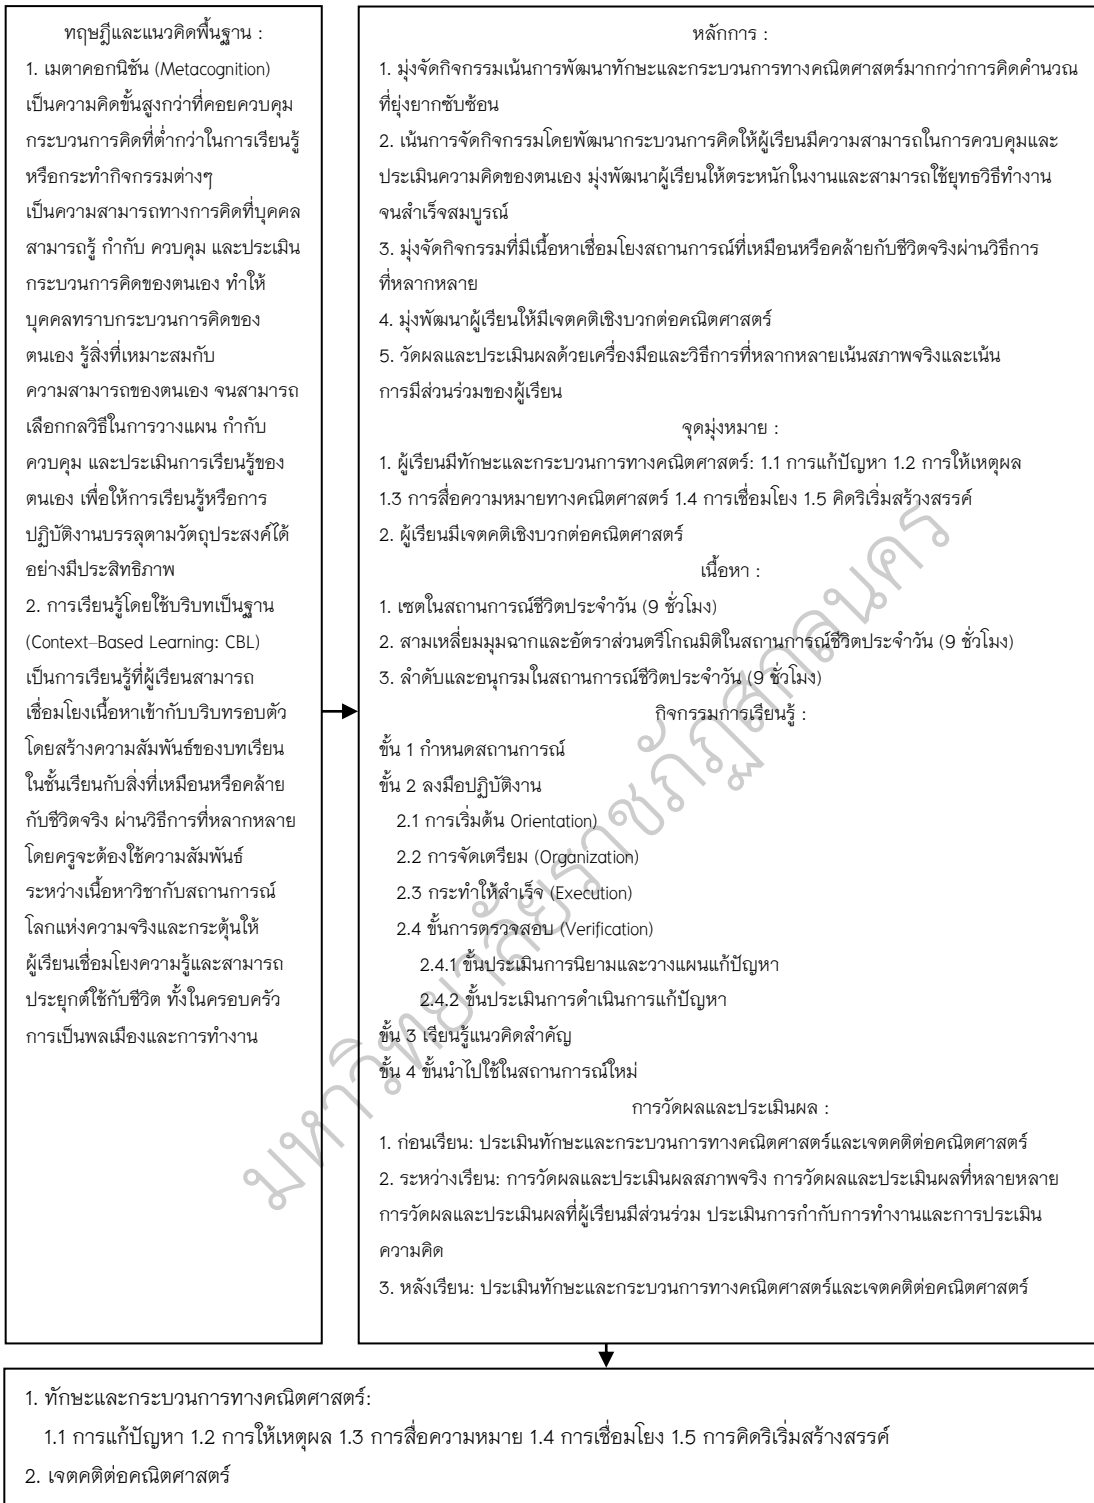 ทฤษฎีและแนวคิดพื้นฐาน :
1. เมตาคอกนิชัน (Metacognition)
เป็นความคิดขั้นสูงกว่าที่คอยควบคุม
กระบวนการคิดที่ต่ำกว่าในการเรียนรู้
หรือกระทำกิจกรรมต่างๆ
เป็นความสามารถทางการคิดที่บุคคล
สามารถรู้ กำกับ ควบคุม และประเมิน
กระบวนการคิดของตนเอง ทำให้
บุคคลทราบกระบวนการคิดของ
ตนเอง รู้สิ่งที่เหมาะสมกับ
ความสามารถของตนเอง จนสามารถ
เลือกกลวิธีในการวางแผน กำกับ
ควบคุม และประเมินการเรียนรู้ของ
ตนเอง เพื่อให้การเรียนรู้หรือการ
ปฏิบัติงานบรรลุตามวัตถุประสงค์ได้
อย่างมีประสิทธิภาพ
2. การเรียนรู้โดยใช้บริบทเป็นฐาน
(Context–Based Learning: CBL)
เป็นการเรียนรู้ที่ผู้เรียนสามารถ
เชื่อมโยงเนื้อหาเข้ากับบริบทรอบตัว
โดยสร้างความสัมพันธ์ของบทเรียน
ในชั้นเรียนกับสิ่งที่เหมือนหรือคล้าย
กับชีวิตจริง ผ่านวิธีการที่หลากหลาย
โดยครูจะต้องใช้ความสัมพันธ์
ระหว่างเนื้อหาวิชากับสถานการณ์
โลกแห่งความจริงและกระตุ้นให้
ผู้เรียนเชื่อมโยงความรู้และสามารถ
ประยุกต์ใช้กับชีวิต ทั้งในครอบครัว
การเป็นพลเมืองและการทำงาน
หลักการ :
1. มุ่งจัดกิจกรรมเน้นการพัฒนาทักษะและกระบวนการทางคณิตศาสตร์มากกว่าการคิดคำนวณ
ที่ยุ่งยากซับซ้อน
2. เน้นการจัดกิจกรรมโดยพัฒนากระบวนการคิดให้ผู้เรียนมีความสามารถในการควบคุมและ
ประเมินความคิดของตนเอง มุ่งพัฒนาผู้เรียนให้ตระหนักในงานและสามารถใช้ยุทธวิธีทำงาน
จนสำเร็จสมบูรณ์
3. มุ่งจัดกิจกรรมที่มีเนื้อหาเชื่อมโยงสถานการณ์ที่เหมือนหรือคล้ายกับชีวิตจริงผ่านวิธีการ
ที่หลากหลาย
4. มุ่งพัฒนาผู้เรียนให้มีเจตคติเชิงบวกต่อคณิตศาสตร์
5. วัดผลและประเมินผลด้วยเครื่องมือและวิธีการที่หลากหลายเน้นสภาพจริงและเน้น
การมีส่วนร่วมของผู้เรียน
จุดมุ่งหมาย :
1. ผู้เรียนมีทักษะและกระบวนการทางคณิตศาสตร์: 1.1 การแก้ปัญหา 1.2 การให้เหตุผล
1.3 การสื่อความหมายทางคณิตศาสตร์ 1.4 การเชื่อมโยง 1.5 คิดริเริ่มสร้างสรรค์
2. ผู้เรียนมีเจตคติเชิงบวกต่อคณิตศาสตร์
เนื้อหา :
1. เซตในสถานการณ์ชีวิตประจำวัน (9 ชั่วโมง)
2. สามเหลี่ยมมุมฉากและอัตราส่วนตรีโกณมิติในสถานการณ์ชีวิตประจำวัน (9 ชั่วโมง)
3. ลำดับและอนุกรมในสถานการณ์ชีวิตประจำวัน (9 ชั่วโมง)
กิจกรรมการเรียนรู้ :
ขั้น 1 กำหนดสถานการณ์
ขั้น 2 ลงมือปฏิบัติงาน
2.1 การเริ่มต้น Orientation)
2.2 การจัดเตรียม (Organization)
2.3 กระทำให้สำเร็จ (Execution)
2.4 ขั้นการตรวจสอบ (Verification)
2.4.1 ขั้นประเมินการนิยามและวางแผนแก้ปัญหา
2.4.2 ขั้นประเมินการดำเนินการแก้ปัญหา
ขั้น 3 เรียนรู้แนวคิดสำคัญ
ขั้น 4 ขั้นนำไปใช้ในสถานการณ์ใหม่
การวัดผลและประเมินผล :
1. ก่อนเรียน: ประเมินทักษะและกระบวนการทางคณิตศาสตร์และเจตคติต่อคณิตศาสตร์
2. ระหว่างเรียน: การวัดผลและประเมินผลสภาพจริง การวัดผลและประเมินผลที่หลายหลาย
การวัดผลและประเมินผลที่ผู้เรียนมีส่วนร่วม ประเมินการกำกับการทำงานและการประเมิน
ความคิด
3. หลังเรียน: ประเมินทักษะและกระบวนการทางคณิตศาสตร์และเจตคติต่อคณิตศาสตร์
มหาวิทยาลัยราชภัฏสกลนคร
1. ทักษะและกระบวนการทางคณิตศาสตร์:
1.1 การแก้ปัญหา 1.2 การให้เหตุผล 1.3 การสื่อความหมาย 1.4 การเชื่อมโยง 1.5 การคิดริเริ่มสร้างสรรค์
2. เจตคติต่อคณิตศาสตร์